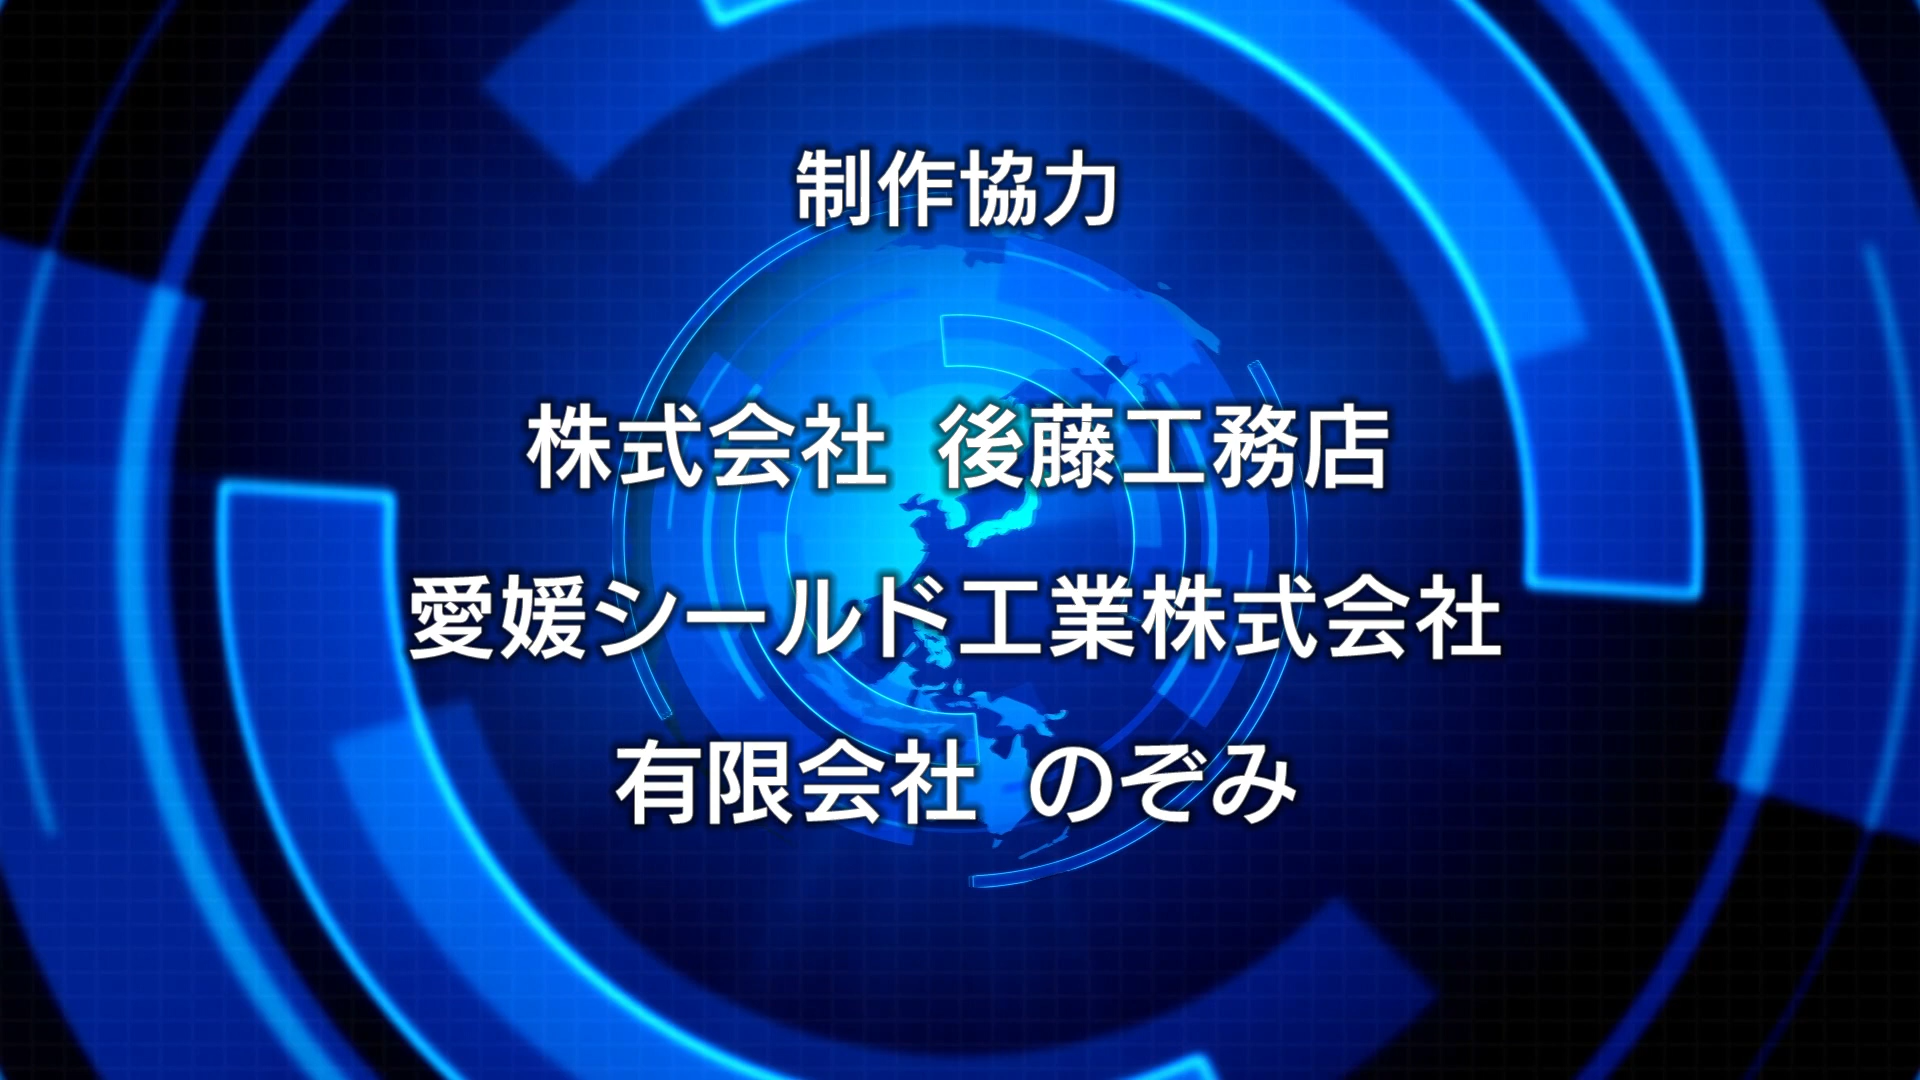 制作協力
株式会社 後藤工務店
愛媛シールド工業株式会社
有限会社 のぞみ